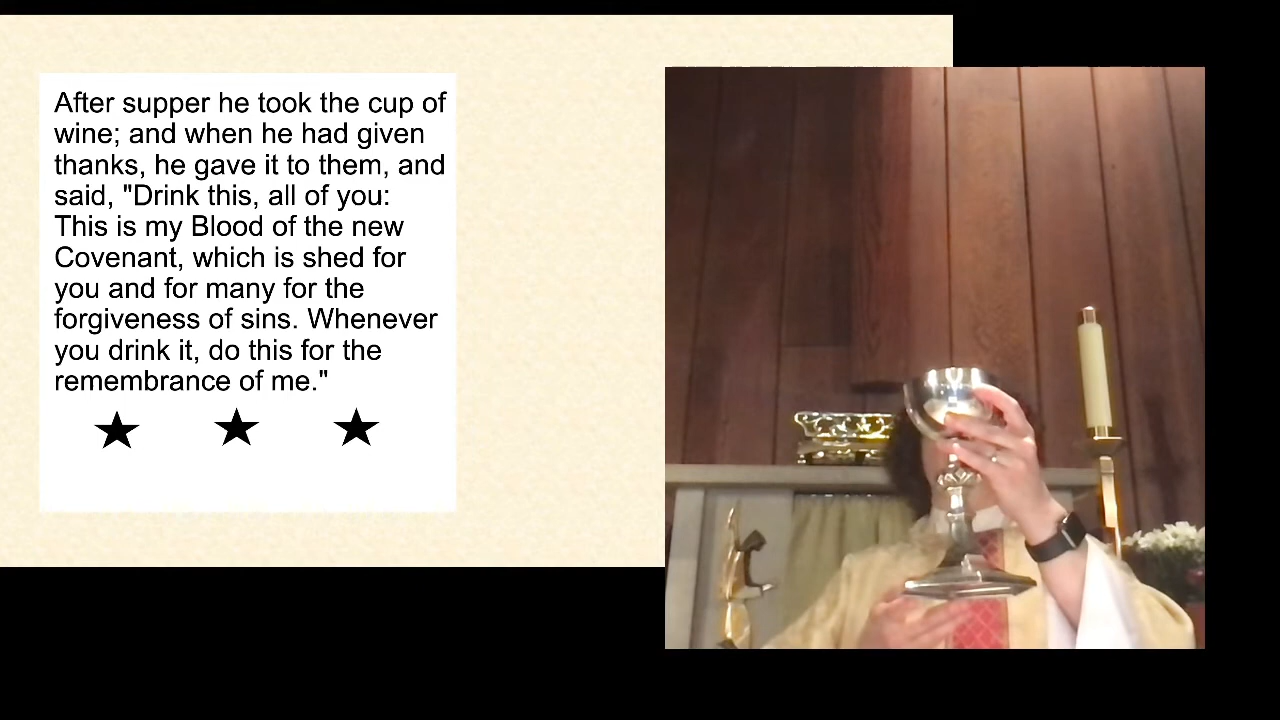 After supper he took the cup of
wine; and when he had given
thanks, he gave it to them, and
said, "Drink this, all of you:
This is my Blood of the new
Covenant, which is shed for
you and for many for the
forgiveness of sins. Whenever
you drink it, do this for the
remembrance of me."